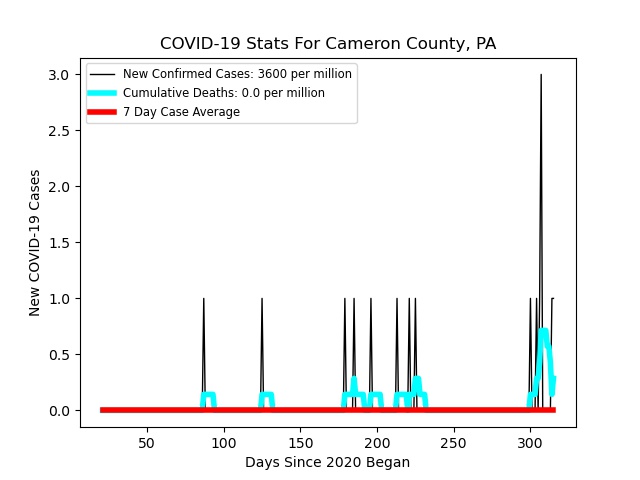 COVID-19 Stats For Cameron County, PA
New Confirmed Cases: 3600 per million
Cumulative Deaths: 0.0 per million
7 Day Case Average
New COVID-19 Cases
3.0
2.5
2.0
1.5
1.0
0.5
0.0
50 100 150 200 250 300
Days Since 2020 Began